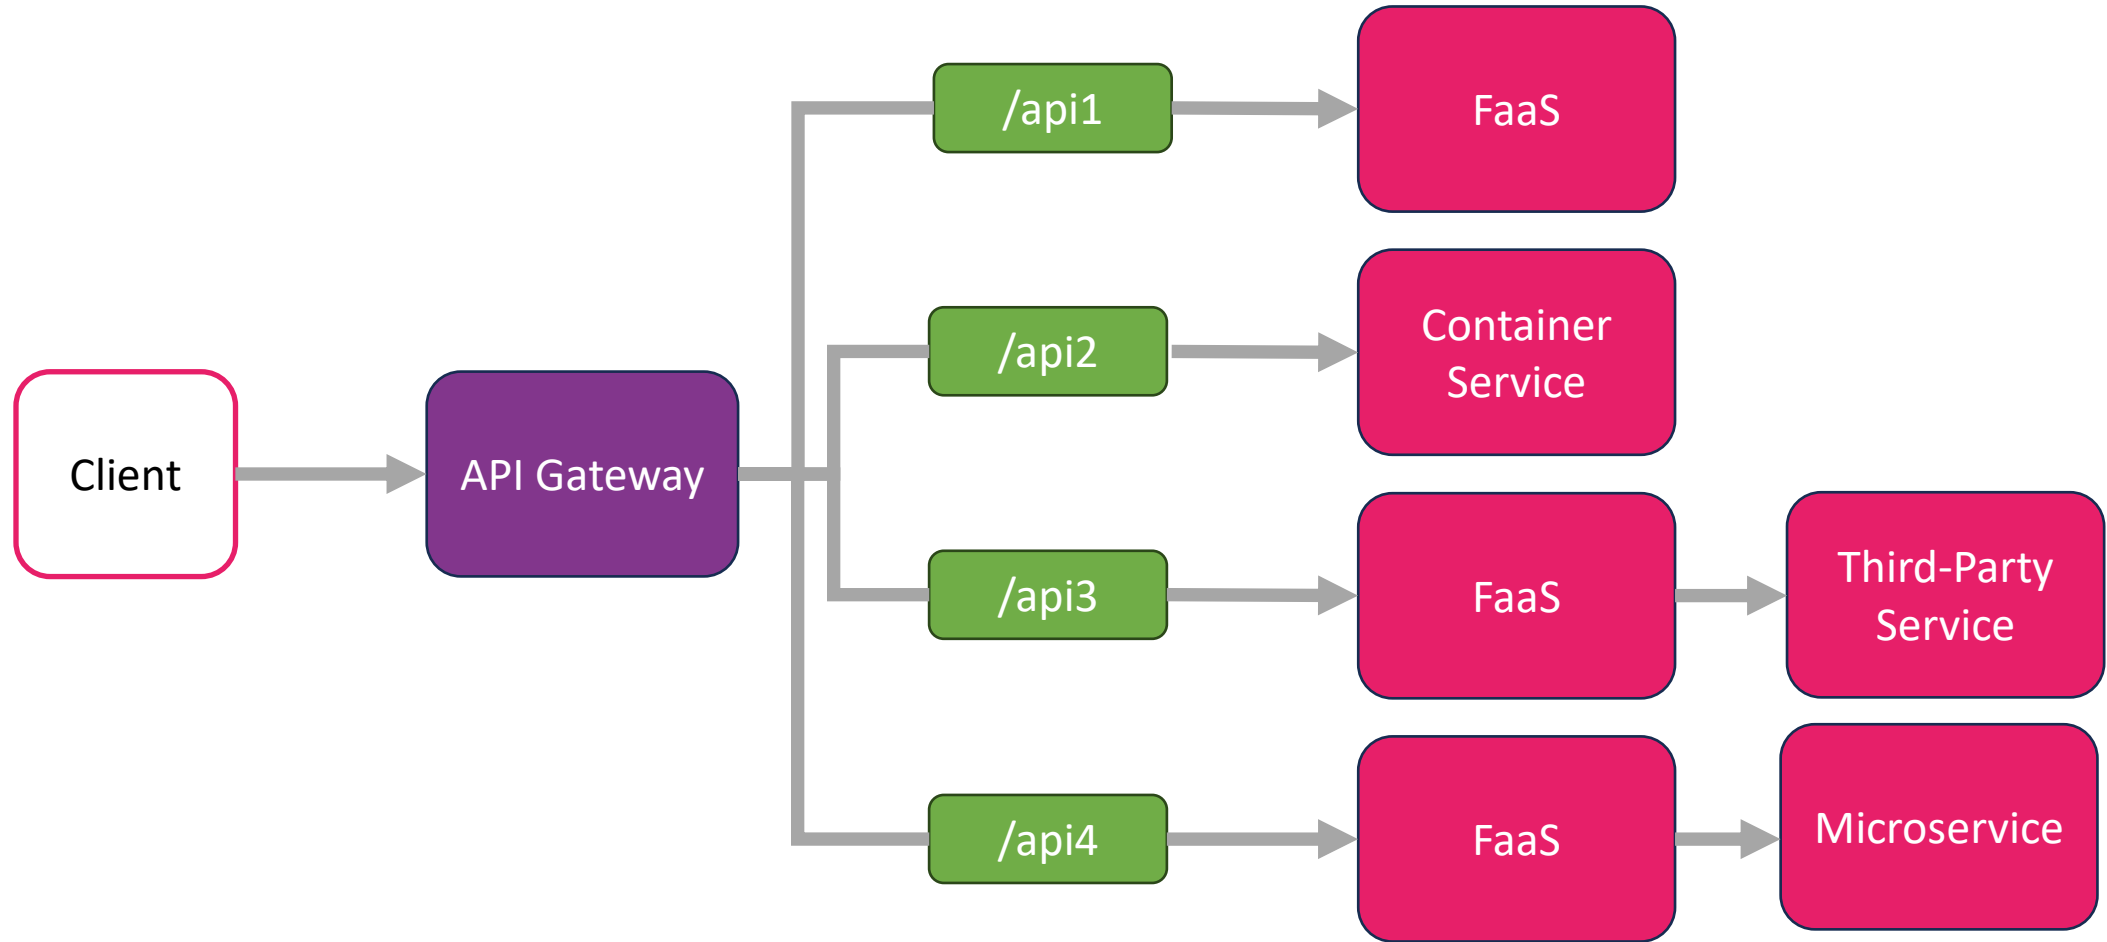 /api1
FaaS
/api2
Container
Service
Client
API Gateway
/api3
FaaS
Third-Party
Service
/api4
FaaS
Microservice